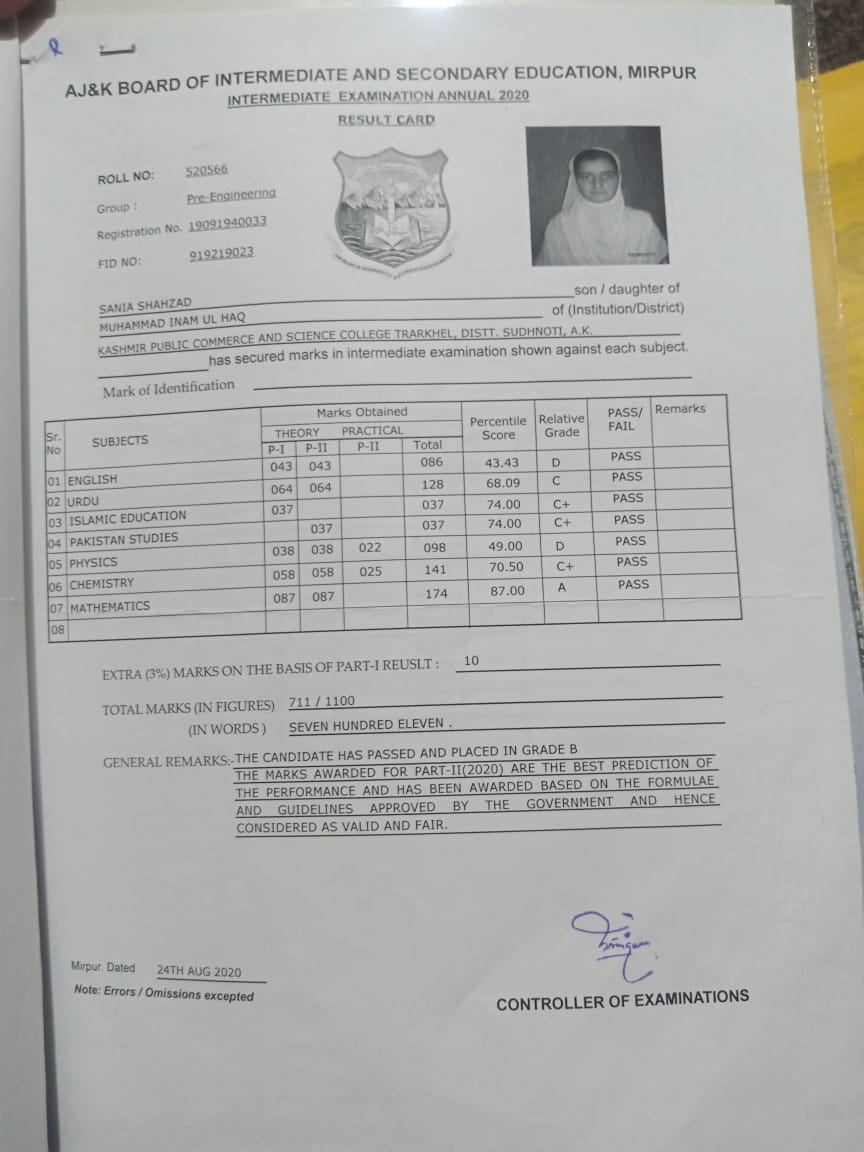 AJ&K BOARD OF INTERMEDIATE AND SECONDARY EDUCATION, MIRPUR
INTERMEDIATE EXAMINATION ANNUAL 2020
RESULT CARD
ROLL NO: 520566
Group : Pre-Engineering
Registration No. 19091940033
FID NO: 919219023
SANIA SHAHZAD son / daughter of
MUHAMMAD INAM UL HAQ of (Institution/District)
KASHMIR PUBLIC COMMERCE AND SCIENCE COLLEGE TRARKHEL, DISTT. SUDHNOTI, A.K.
has secured marks in intermediate examination shown against each subject.
Mark of Identification
Sr. No SUBJECTS Marks Obtained Percentile Score Relative Grade PASS/ FAIL Remarks
THEORY PRACTICAL
P-I P-II P-II Total
01 ENGLISH 043 043 086 43.43 D PASS
02 URDU 064 064 128 68.09 C PASS
03 ISLAMIC EDUCATION 037 037 74.00 C+ PASS
04 PAKISTAN STUDIES 037 037 74.00 C+ PASS
05 PHYSICS 038 038 022 098 49.00 D PASS
06 CHEMISTRY 058 058 025 141 70.50 C+ PASS
07 MATHEMATICS 087 087 174 87.00 A PASS
08
EXTRA (3%) MARKS ON THE BASIS OF PART-I REUSLT : 10
TOTAL MARKS (IN FIGURES) 711 / 1100
(IN WORDS ) SEVEN HUNDRED ELEVEN .
GENERAL REMARKS:-THE CANDIDATE HAS PASSED AND PLACED IN GRADE B
THE MARKS AWARDED FOR PART-II(2020) ARE THE BEST PREDICTION OF
THE PERFORMANCE AND HAS BEEN AWARDED BASED ON THE FORMULAE
AND GUIDELINES APPROVED BY THE GOVERNMENT AND HENCE
CONSIDERED AS VALID AND FAIR.
Mirpur. Dated 24TH AUG 2020
Note: Errors / Omissions excepted
CONTROLLER OF EXAMINATIONS